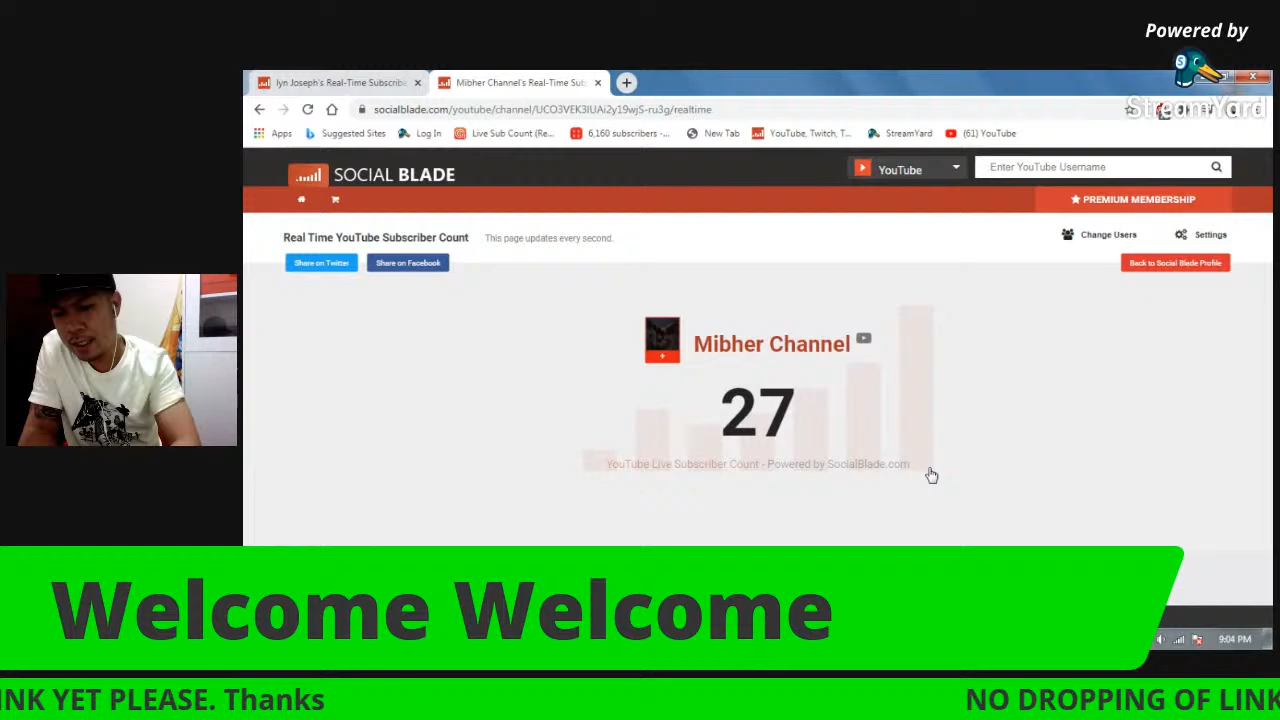 Powered by
StreamYard
lyn Joseph's Real-Time Subscribe
Mibher Channel's Real-Time Sub
socialblade.com/youtube/channel/UCO3VEK3IUAi2y19wjS-ru3g/realtime
Apps Suggested Sites Log In Live Sub Count (Re... 6,160 subscribers -... New Tab YouTube, Twitch, T... StreamYard (61) YouTube
SOCIAL BLADE
YouTube
Enter YouTube Username
PREMIUM MEMBERSHIP
Real Time YouTube Subscriber Count This page updates every second.
Change Users Settings
Share on Twitter Share on Facebook
Back to Social Blade Profile
Mibher Channel
27
YouTube Live Subscriber Count - Powered by SocialBlade.com
Welcome Welcome
9:04 PM
INK YET PLEASE. Thanks NO DROPPING OF LINK